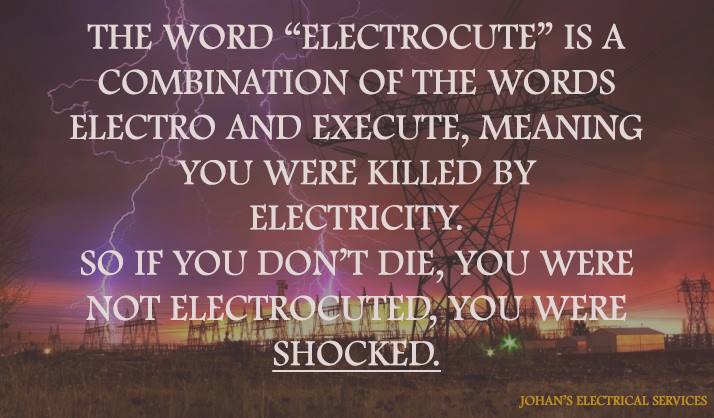 THE WORD “ELECTROCUTE” IS A
COMBINATION OF THE WORDS
ELECTRO AND EXECUTE, MEANING
YOU WERE KILLED BY
ELECTRICITY.
SO IF YOU DON’T DIE, YOU WERE
NOT ELECTROCUTED, YOU WERE
SHOCKED.
JOHAN’S ELECTRICAL SERVICES